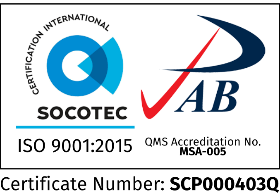 CERTIFICATION INTERNATIONAL
SOCOTEC
ISO 9001:2015
AB
QMS Accreditation No.
MSA-005
Certificate Number: SCP000403Q